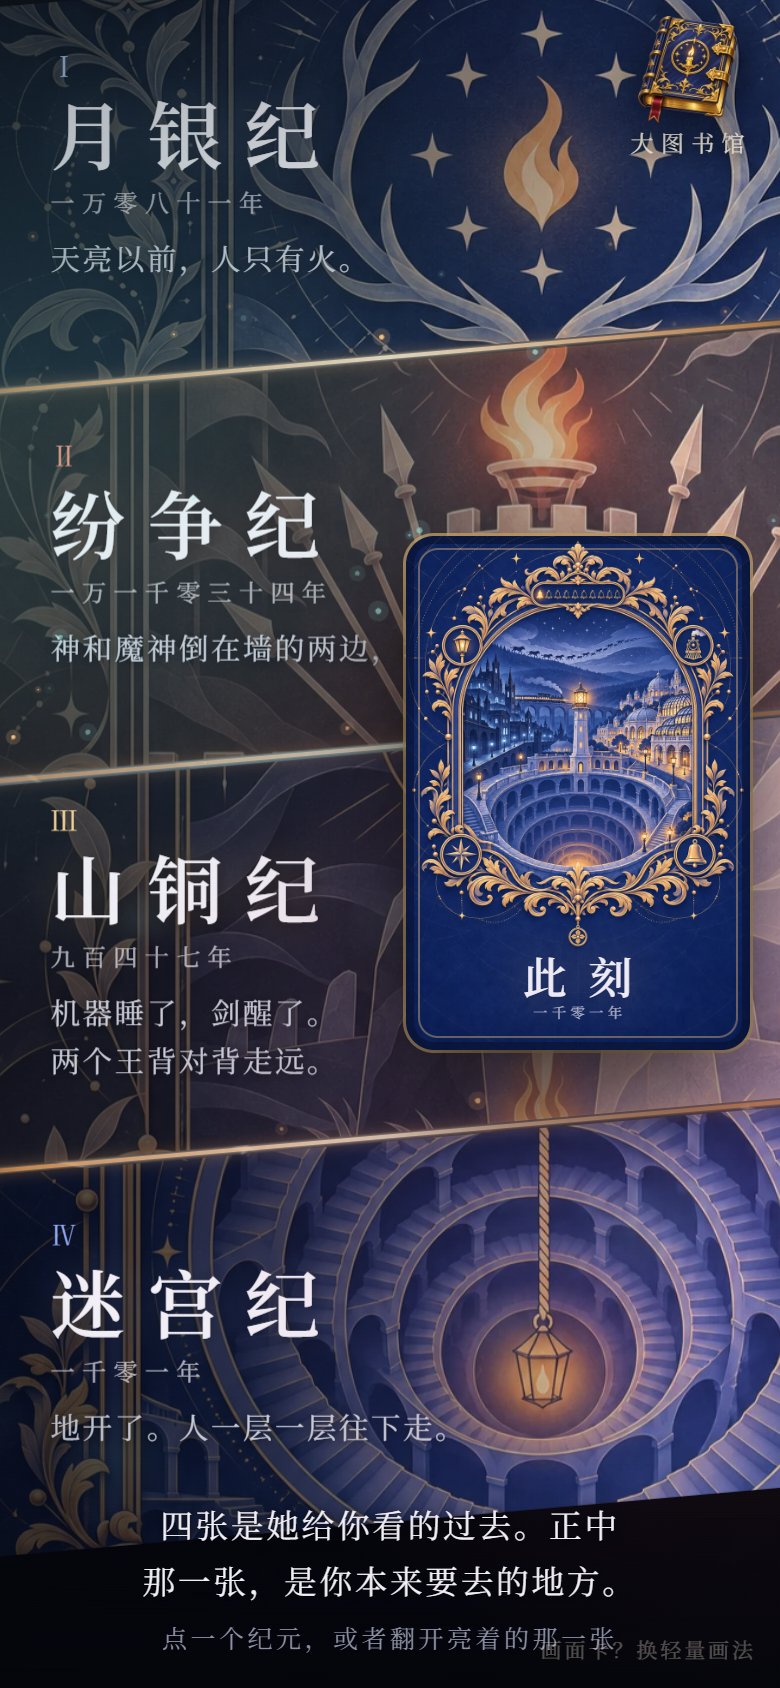 I
月银纪
一万零八十一年
天亮以前，人只有火。
大图书馆
II
纷争纪
一万一千零三十四年
神和魔神倒在墙的两边，
III
山铜纪
九百四十七年
机器睡了，剑醒了。
两个王背对背走远。
此刻
一千零一年
IV
迷宫纪
一千零一年
地开了。人一层一层往下走。
四张是她给你看的过去。正中
那一张，是你本来要去的地方。
点一个纪元，或者翻开亮着的那一张
画面卡？换轻量画法